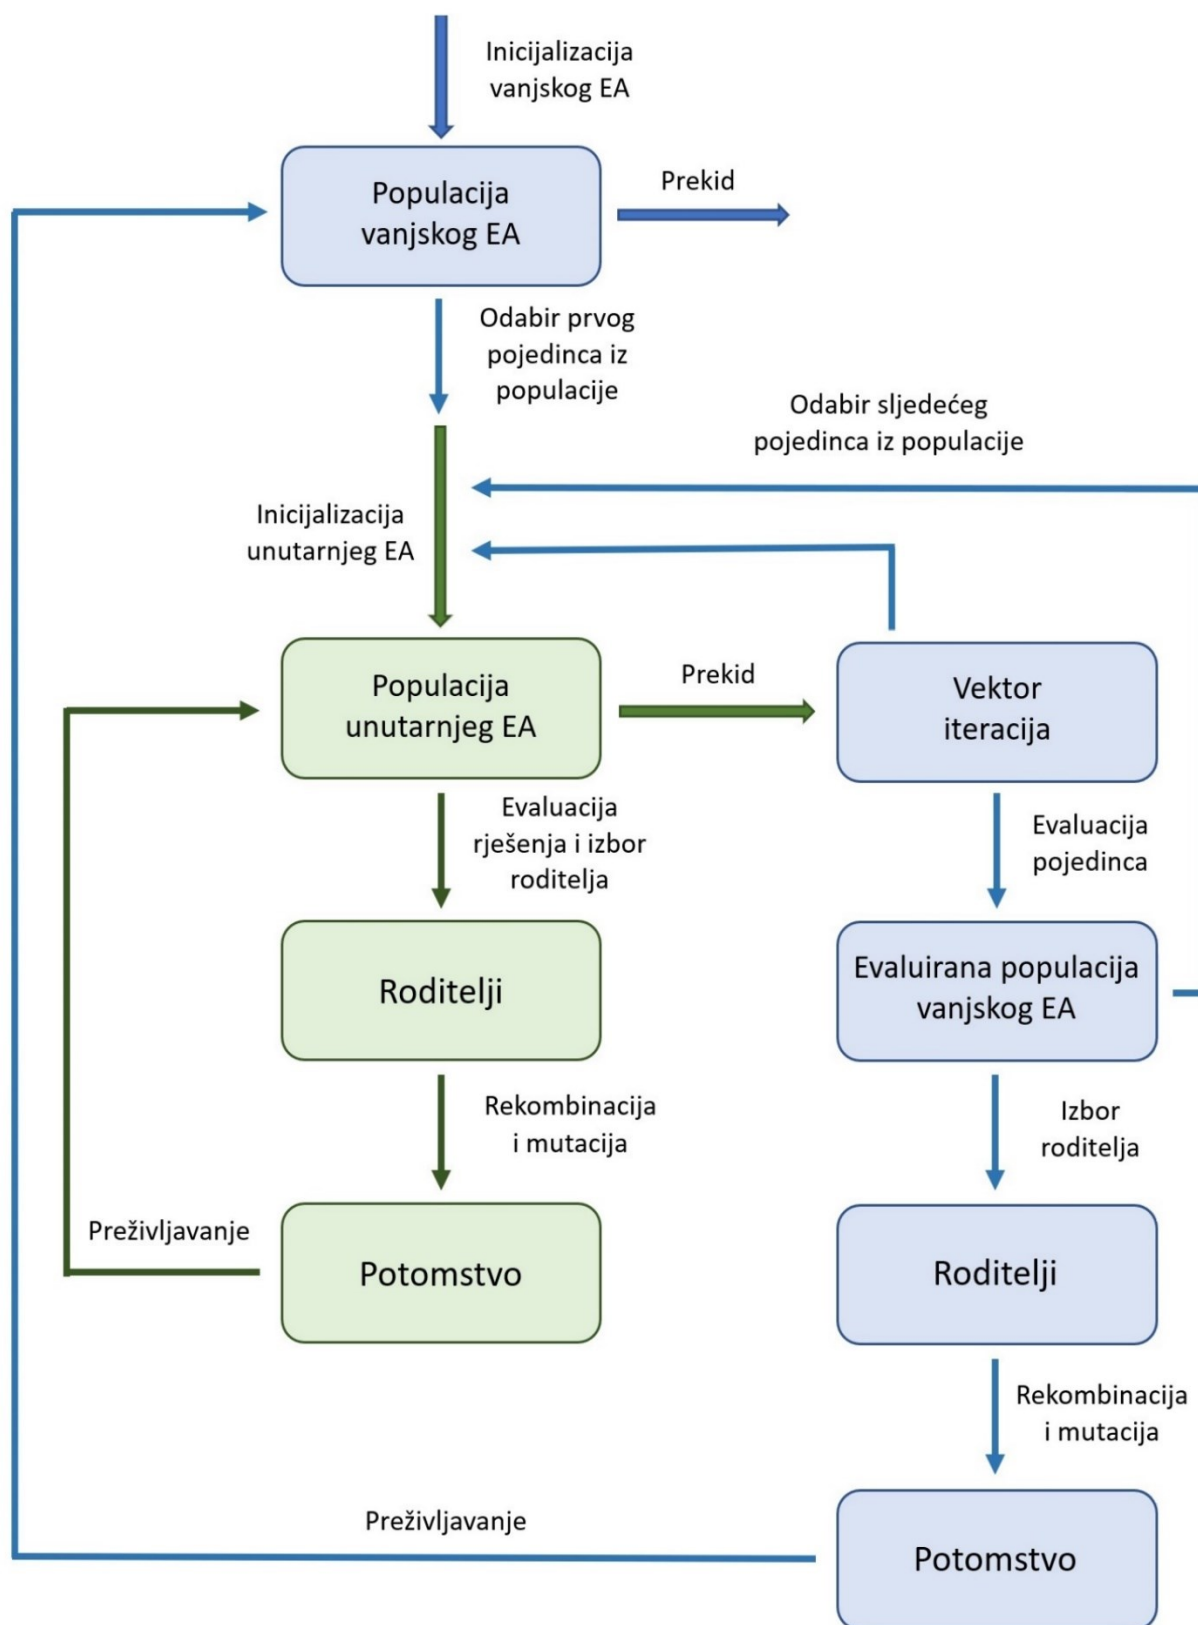 Inicijalizacija
vanjskog EA
Populacija
vanjskog EA
Prekid
Odabir prvog
pojedinca iz
populacije
Odabir sljedećeg
pojedinca iz populacije
Inicijalizacija
unutarnjeg EA
Populacija
unutarnjeg EA
Prekid
Vektor
iteracija
Evaluacija
rješenja i izbor
roditelja
Evaluacija
pojedinca
Roditelji
Evaluirana populacija
vanjskog EA
Rekombinacija
i mutacija
Izbor
roditelja
Preživljavanje
Potomstvo
Roditelji
Rekombinacija
i mutacija
Preživljavanje
Potomstvo